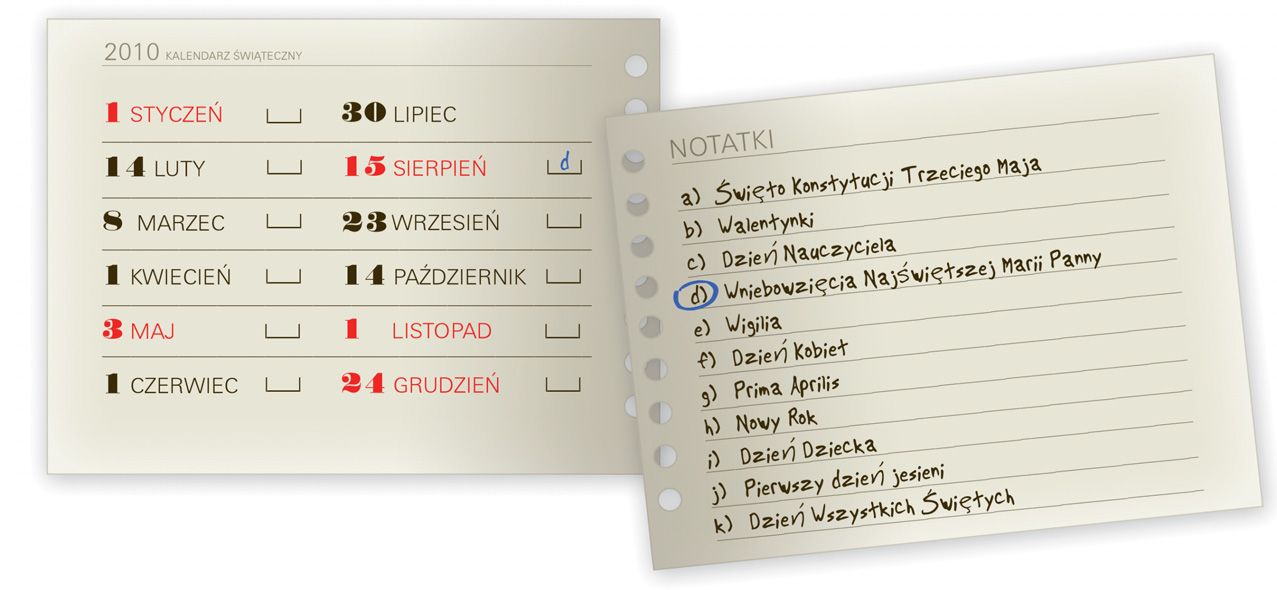 2010 KALENDARZ ŚWIĄTECZNY
1 STYCZEŃ
30 LIPIEC
14 LUTY
15 SIERPIEŃ d
8 MARZEC
23 WRZESIEŃ
1 KWIECIEŃ
14 PAŹDZIERNIK
3 MAJ
1 LISTOPAD
1 CZERWIEC
24 GRUDZIEŃ
NOTATKI
a) Święto Konstytucji Trzeciego Maja
b) Walentynki
c) Dzień Nauczyciela
d) Wniebowzięcia Najświętszej Marii Panny
e) Wigilia
f) Dzień Kobiet
g) Prima Aprilis
h) Nowy Rok
i) Dzień Dziecka
j) Pierwszy dzień jesieni
k) Dzień Wszystkich Świętych